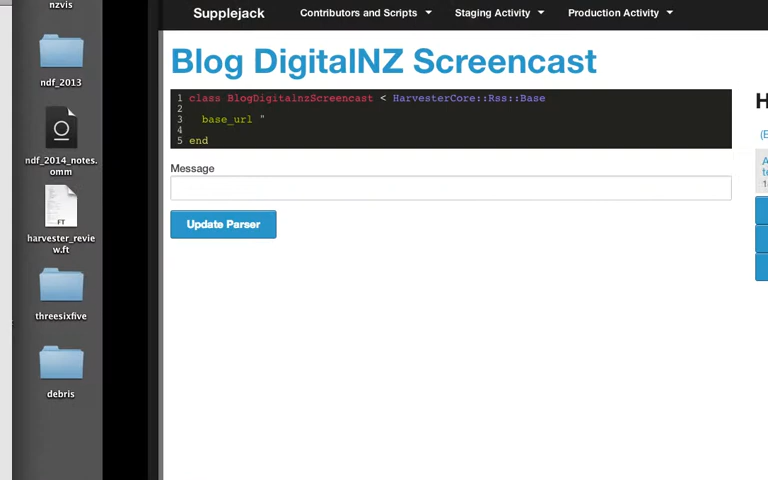 nzvis
ndf_2013
ndf_2014_notes.
omm
FT
harvester_revie
w.ft
threesixfive
debris
Supplejack
Contributors and Scripts
Staging Activity
Production Activity
Blog DigitalNZ Screencast
1 class BlogDigitalnzScreencast < HarvesterCore::Rss::Base
2
3 base_url "
4
5 end
Message
Update Parser
H